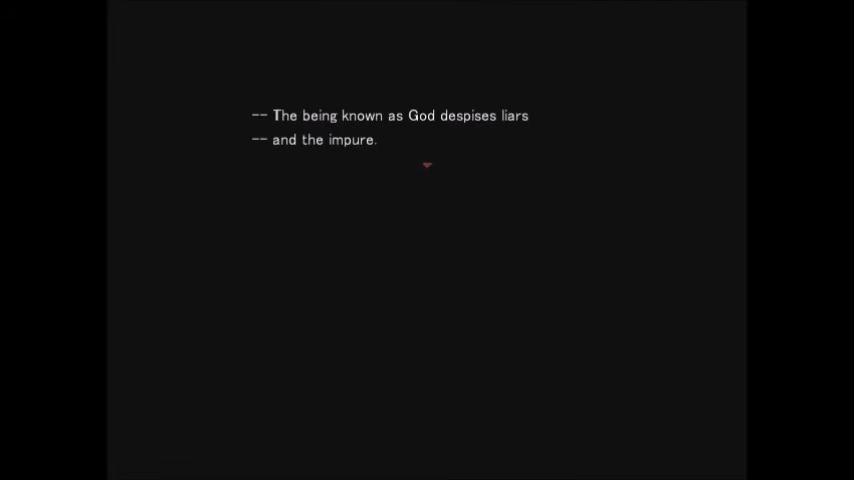 -- The being known as God despises liars
-- and the impure.